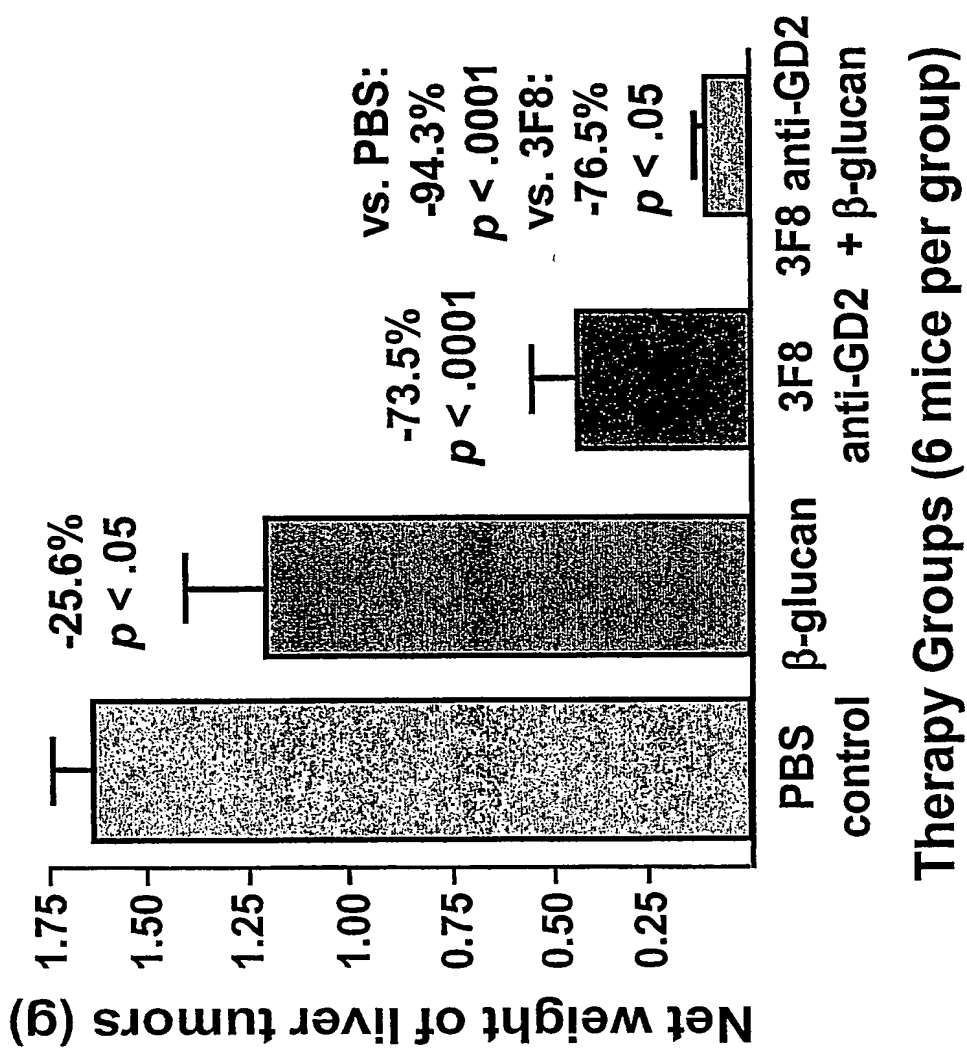 Net weight of liver tumors (g)
1.75
1.50
1.25
1.00
0.75
0.50
0.25
-25.6%
p < .05
-73.5%
p < .0001
vs. PBS:
-94.3%
p < .0001
vs. 3F8:
-76.5%
p < .05
PBS
control
β-glucan
3F8
anti-GD2
3F8 anti-GD2
+ β-glucan
Therapy Groups (6 mice per group)